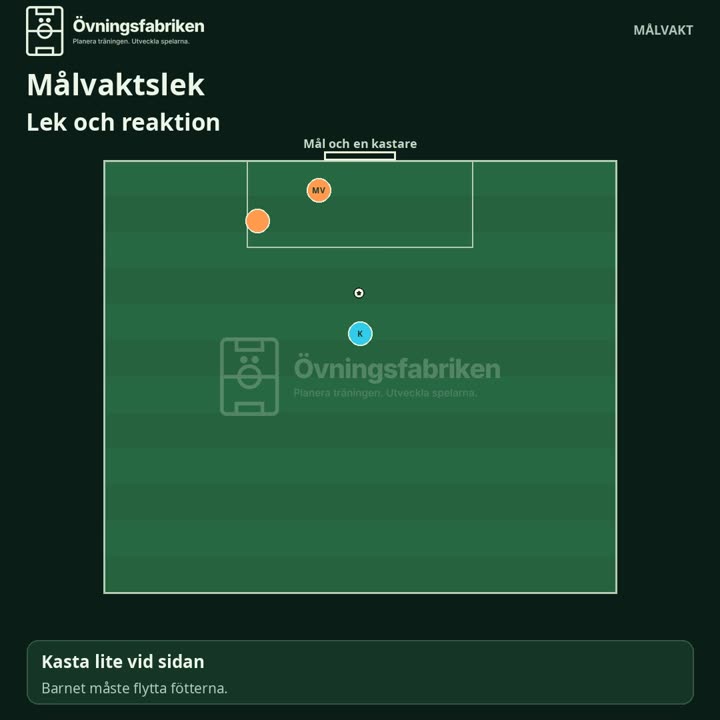 Övningsfabriken
Planera träningen. Utveckla spelarna.
MÅLVAKT
Målvaktslek
Lek och reaktion
Mål och en kastare
MV
K
Övningsfabriken
Planera träningen. Utveckla spelarna.
Kasta lite vid sidan
Barnet måste flytta fötterna.